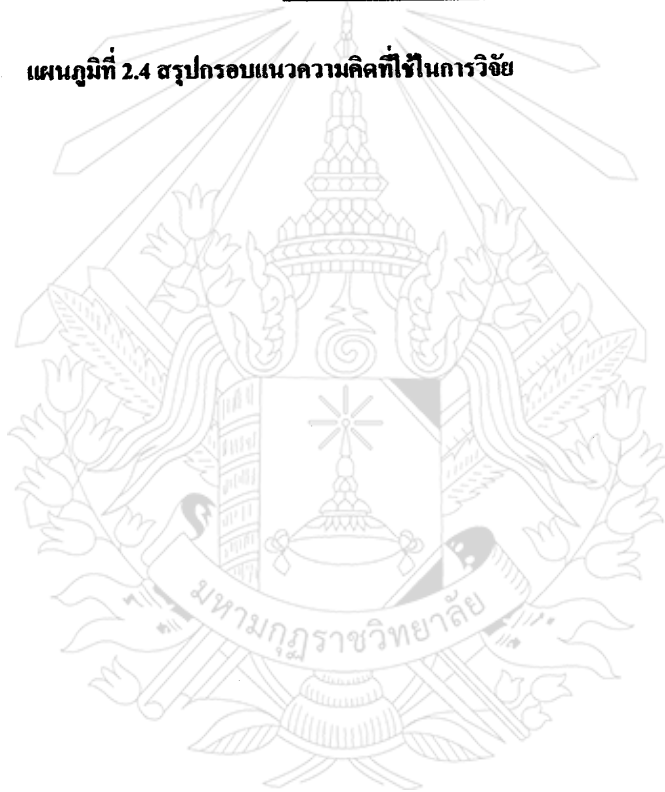 แผนภูมิที่ 2.4 สรุปกรอบแนวความคิดที่ใช้ในการวิจัย
มหามกุฏราชวิทยาลัย